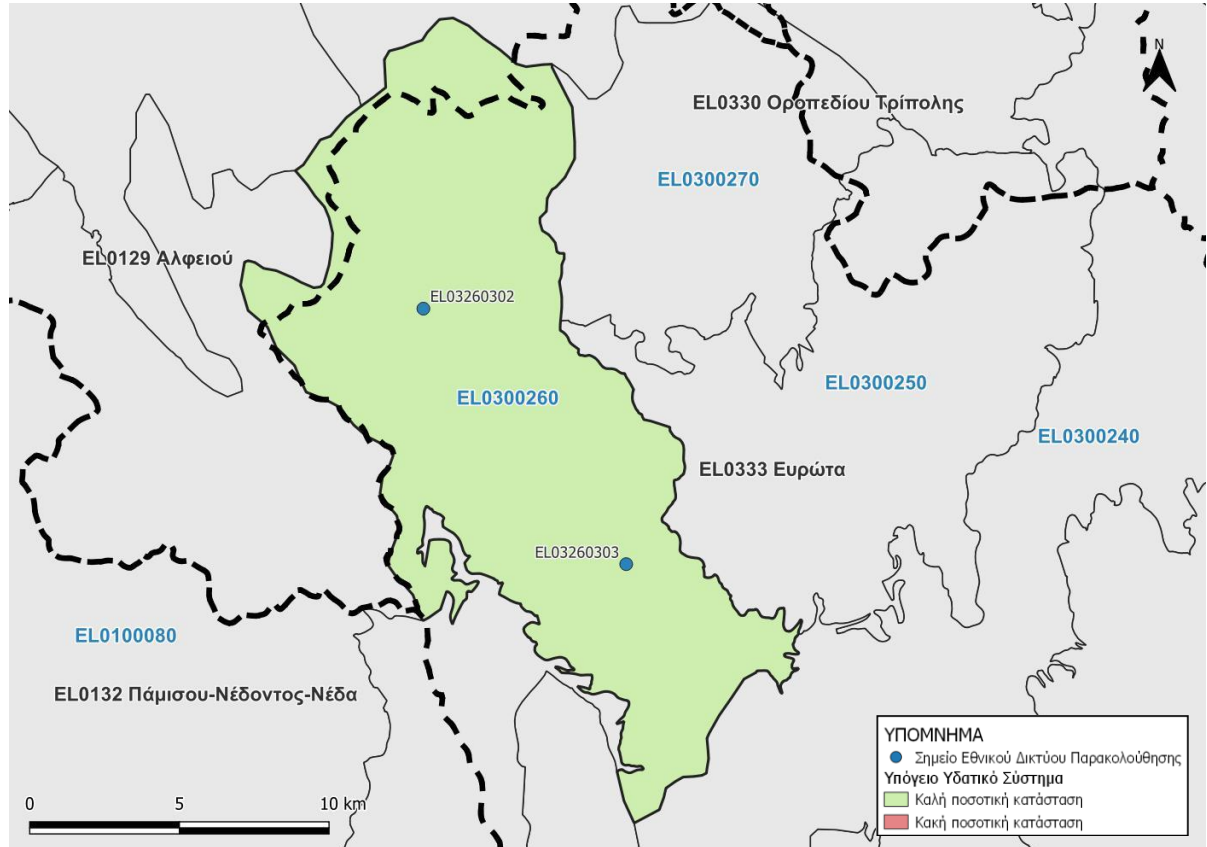 N
EL0330 Οροπεδίου Τρίπολης
EL0300270
EL0129 Αλφειού
EL03260302
EL0300250
EL0300260
EL0300240
EL0333 Ευρώτα
EL03260303
EL0100080
EL0132 Πάμισου-Νέδοντος-Νέδα
ΥΠΟΜΝΗΜΑ
Σημείο Εθνικού Δικτύου Παρακολούθησης
Υπόγειο Υδατικό Σύστημα
Καλή ποσοτική κατάσταση
Κακή ποσοτική κατάσταση
0 5 10 km